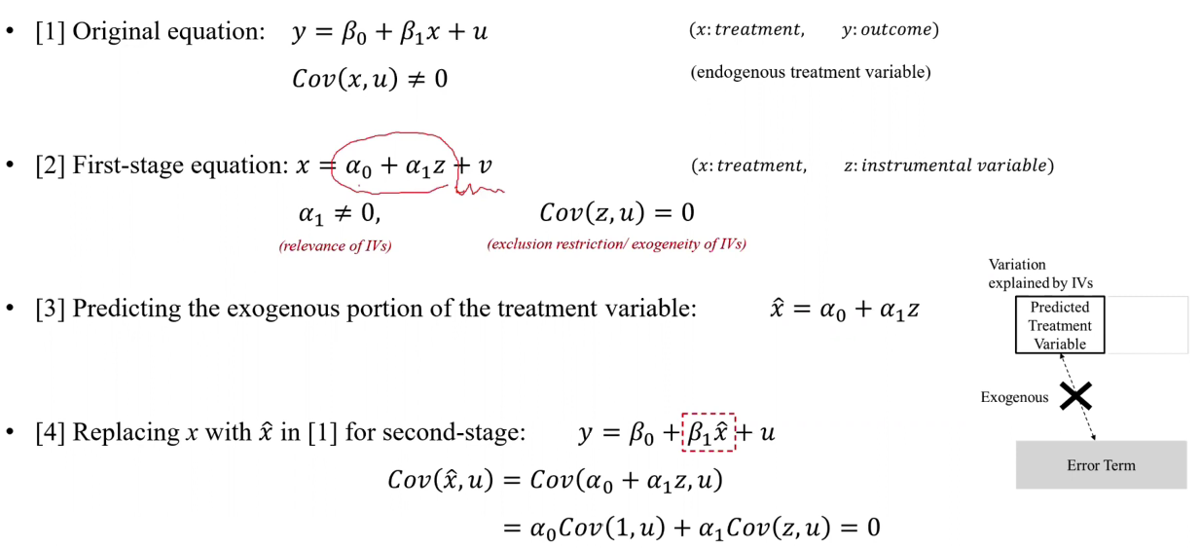 • [1] Original equation: y = β₀ + β₁x + u (x: treatment, y: outcome)
Cov(x, u) ≠ 0 (endogenous treatment variable)
• [2] First-stage equation: x = α₀ + α₁z + v (x: treatment, z: instrumental variable)
α₁ ≠ 0, Cov(z, u) = 0
(relevance of IVs) (exclusion restriction/ exogeneity of IVs)
Variation
explained by IVs
• [3] Predicting the exogenous portion of the treatment variable: x̂ = α₀ + α₁z
Predicted
Treatment
Variable
Exogenous
• [4] Replacing x with x̂ in [1] for second-stage: y = β₀ + β₁x̂ + u
Error Term
Cov(x̂, u) = Cov(α₀ + α₁z, u)
= α₀Cov(1, u) + α₁Cov(z, u) = 0